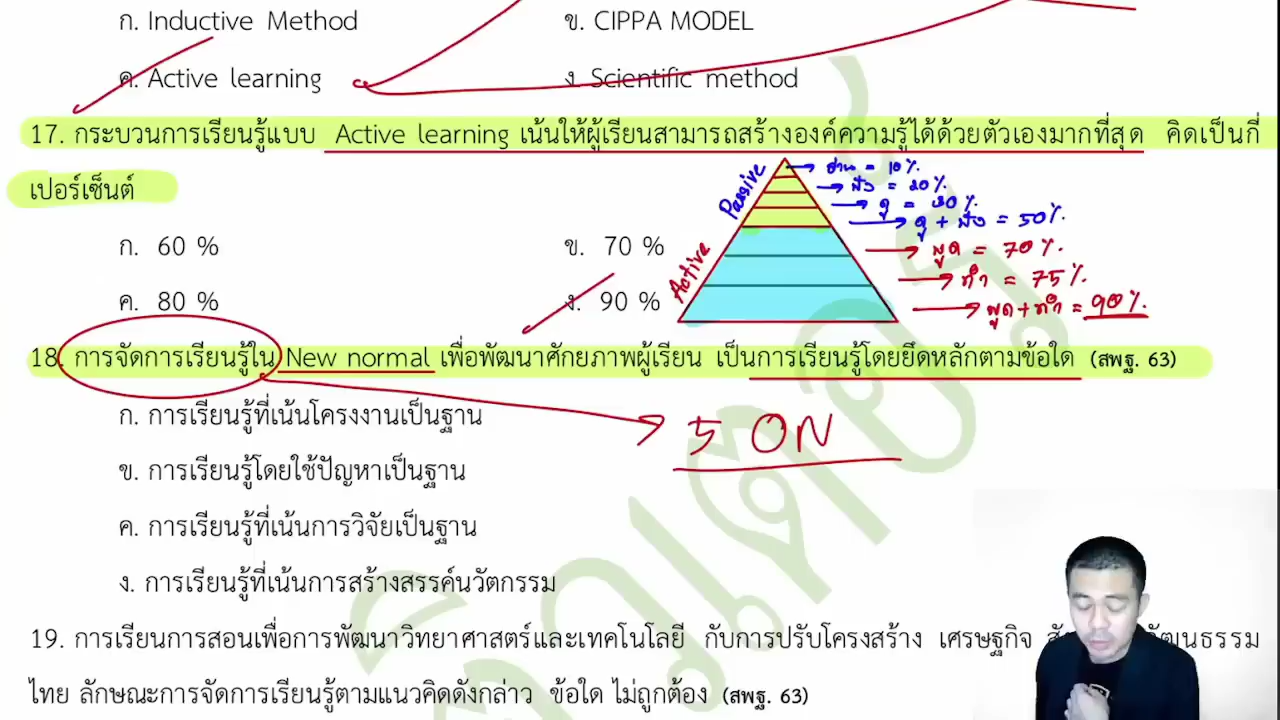 ก. Inductive Method ข. CIPPA MODEL
ค. Active learning ง. Scientific method
17. กระบวนการเรียนรู้แบบ Active learning เน้นให้ผู้เรียนสามารถสร้างองค์ความรู้ได้ด้วยตัวเองมากที่สุด คิดเป็นกี่
เปอร์เซ็นต์
ก. 60 % ข. 70 %
ค. 80 % ง. 90 %
Passive
Active
อ่าน = 10%.
ฟัง = 20%.
ดู = 30%.
ดู + ฟัง = 50%.
พูด = 70%.
ทำ = 75%.
พูด+ทำ = 90%.
18. การจัดการเรียนรู้ใน New normal เพื่อพัฒนาศักยภาพผู้เรียน เป็นการเรียนรู้โดยยึดหลักตามข้อใด (สพฐ. 63)
5 ON
ก. การเรียนรู้ที่เน้นโครงงานเป็นฐาน
ข. การเรียนรู้โดยใช้ปัญหาเป็นฐาน
ค. การเรียนรู้ที่เน้นการวิจัยเป็นฐาน
ง. การเรียนรู้ที่เน้นการสร้างสรรค์นวัตกรรม
19. การเรียนการสอนเพื่อการพัฒนาวิทยาศาสตร์และเทคโนโลยี กับการปรับโครงสร้าง เศรษฐกิจ
ไทย ลักษณะการจัดการเรียนรู้ตามแนวคิดดังกล่าว ข้อใด ไม่ถูกต้อง (สพฐ. 63)